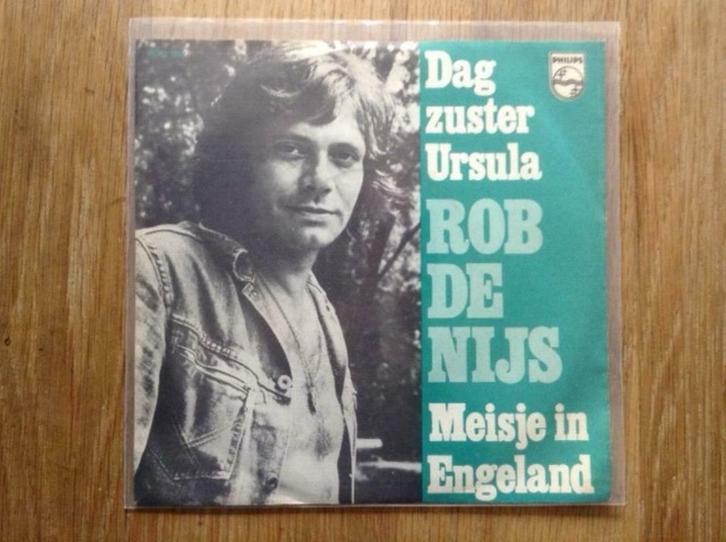 Dag
zuster
Ursula
ROB
DE
NIJS
Meisje in
Engeland
PHILIPS